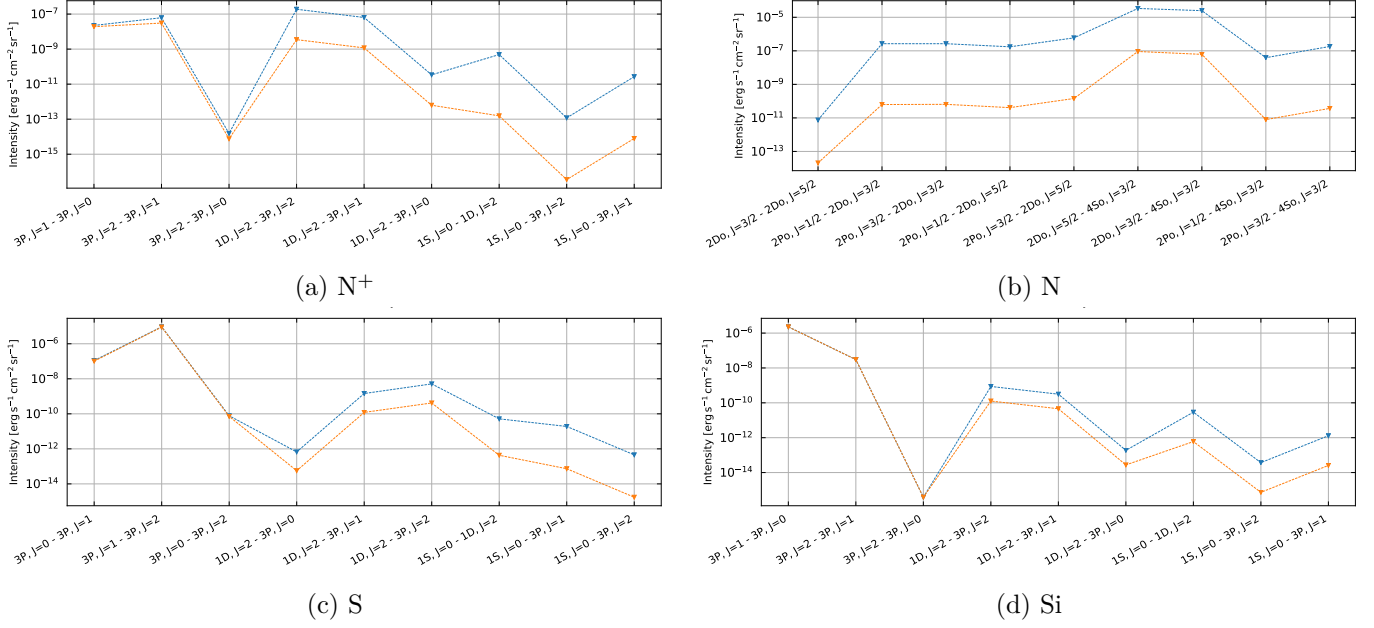 Intensity [erg s⁻¹ cm⁻² sr⁻¹]
10⁻⁷
10⁻⁹
10⁻¹¹
10⁻¹³
10⁻¹⁵
3P, J=1 - 3P, J=0
3P, J=2 - 3P, J=1
3P, J=2 - 3P, J=0
1D, J=2 - 3P, J=2
1D, J=2 - 3P, J=1
1D, J=2 - 3P, J=0
1S, J=0 - 1D, J=2
1S, J=0 - 3P, J=2
1S, J=0 - 3P, J=1
(a) N⁺
Intensity [erg s⁻¹ cm⁻² sr⁻¹]
10⁻⁵
10⁻⁷
10⁻⁹
10⁻¹¹
10⁻¹³
2Do, J=3/2 - 2Do, J=5/2
2Po, J=1/2 - 2Do, J=3/2
2Po, J=3/2 - 2Do, J=3/2
2Po, J=1/2 - 2Do, J=5/2
2Po, J=3/2 - 2Do, J=5/2
2Do, J=5/2 - 4So, J=3/2
2Do, J=3/2 - 4So, J=3/2
2Po, J=1/2 - 4So, J=3/2
2Po, J=3/2 - 4So, J=3/2
(b) N
Intensity [erg s⁻¹ cm⁻² sr⁻¹]
10⁻⁶
10⁻⁸
10⁻¹⁰
10⁻¹²
10⁻¹⁴
3P, J=0 - 3P, J=1
3P, J=1 - 3P, J=2
3P, J=0 - 3P, J=2
1D, J=2 - 3P, J=0
1D, J=2 - 3P, J=1
1D, J=2 - 3P, J=2
1S, J=0 - 1D, J=2
1S, J=0 - 3P, J=1
1S, J=0 - 3P, J=2
(c) S
Intensity [erg s⁻¹ cm⁻² sr⁻¹]
10⁻⁶
10⁻⁸
10⁻¹⁰
10⁻¹²
10⁻¹⁴
3P, J=1 - 3P, J=0
3P, J=2 - 3P, J=1
3P, J=2 - 3P, J=0
1D, J=2 - 3P, J=2
1D, J=2 - 3P, J=1
1D, J=2 - 3P, J=0
1S, J=0 - 1D, J=2
1S, J=0 - 3P, J=2
1S, J=0 - 3P, J=1
(d) Si